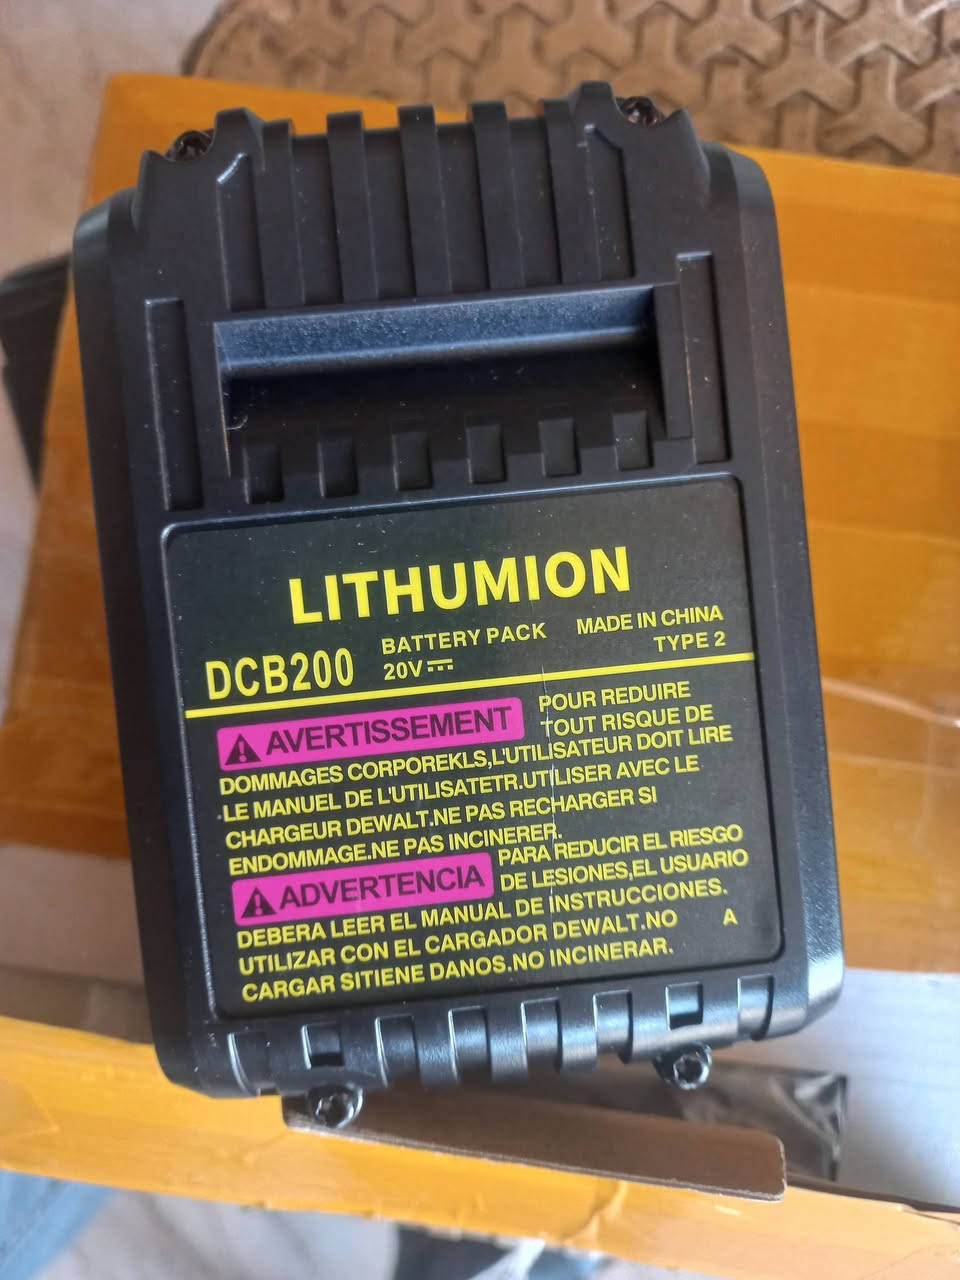 LITHUMION
DCB200 BATTERY PACK 20V MADE IN CHINA TYPE 2
AVERTISSEMENT POUR REDUIRE
TOUT RISQUE DE
DOMMAGES CORPOREKLS,L'UTILISATEUR DOIT LIRE
LE MANUEL DE L'UTILISATETR.UTILISER AVEC LE
CHARGEUR DEWALT.NE PAS RECHARGER SI
ENDOMMAGE.NE PAS INCINERER.
ADVERTENCIA PARA REDUCIR EL RIESGO
DE LESIONES,EL USUARIO
DEBERA LEER EL MANUAL DE INSTRUCCIONES.
UTILIZAR CON EL CARGADOR DEWALT.NO A
CARGAR SITIENE DANOS.NO INCINERAR.